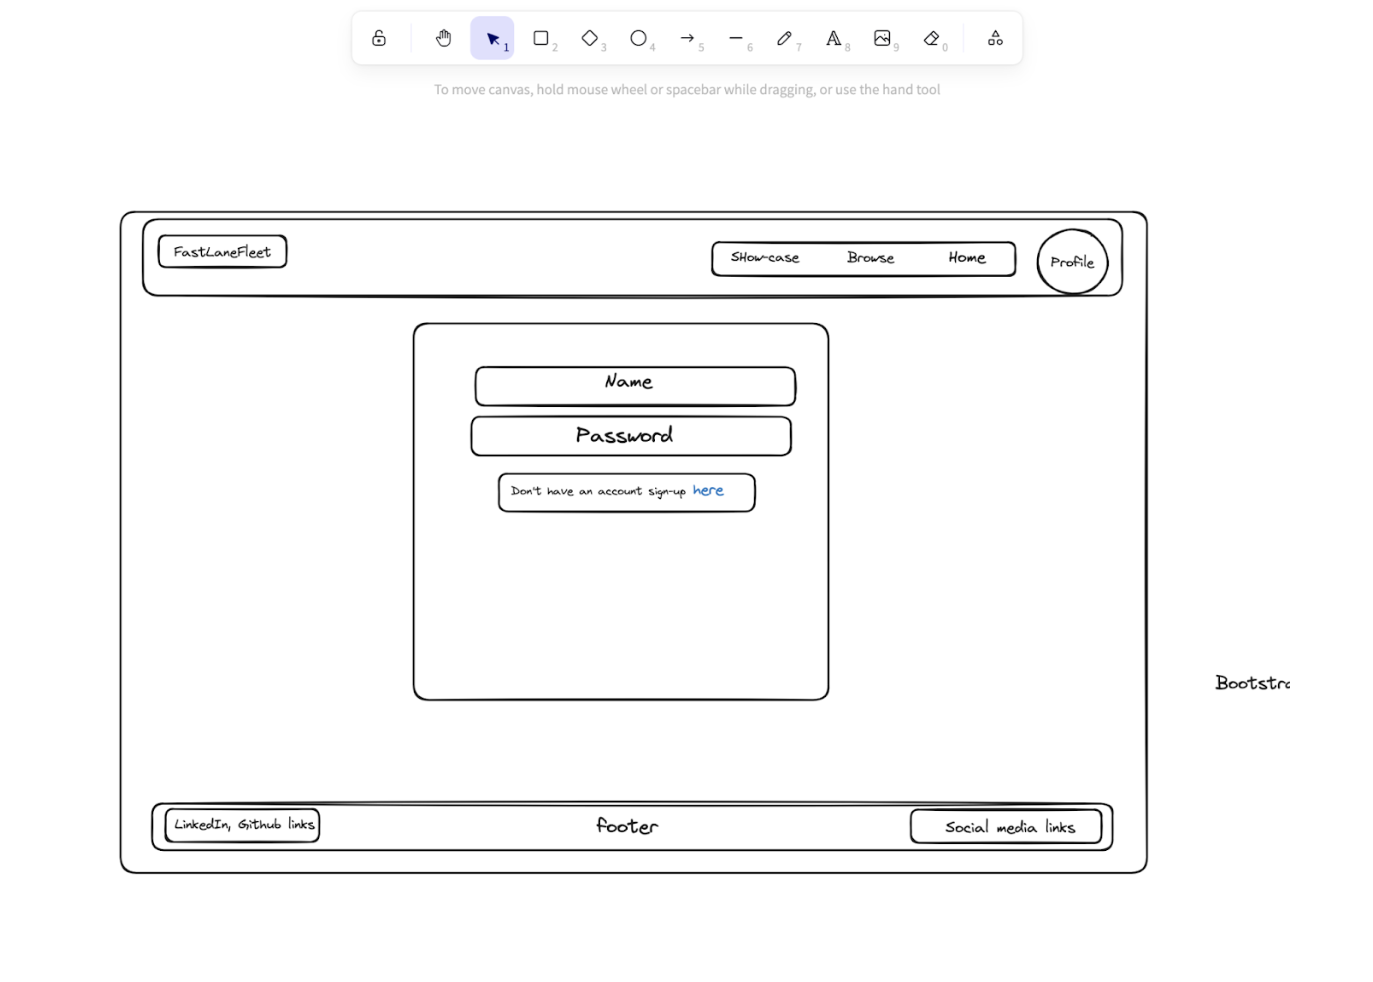 1 2 3 4 5 6 7 8 9 0
To move canvas, hold mouse wheel or spacebar while dragging, or use the hand tool
FastLaneFleet
SHow-case Browse Home
Profile
Name
Password
Don't have an account sign-up here
Bootstra
LinkedIn, Github links
footer
Social media links